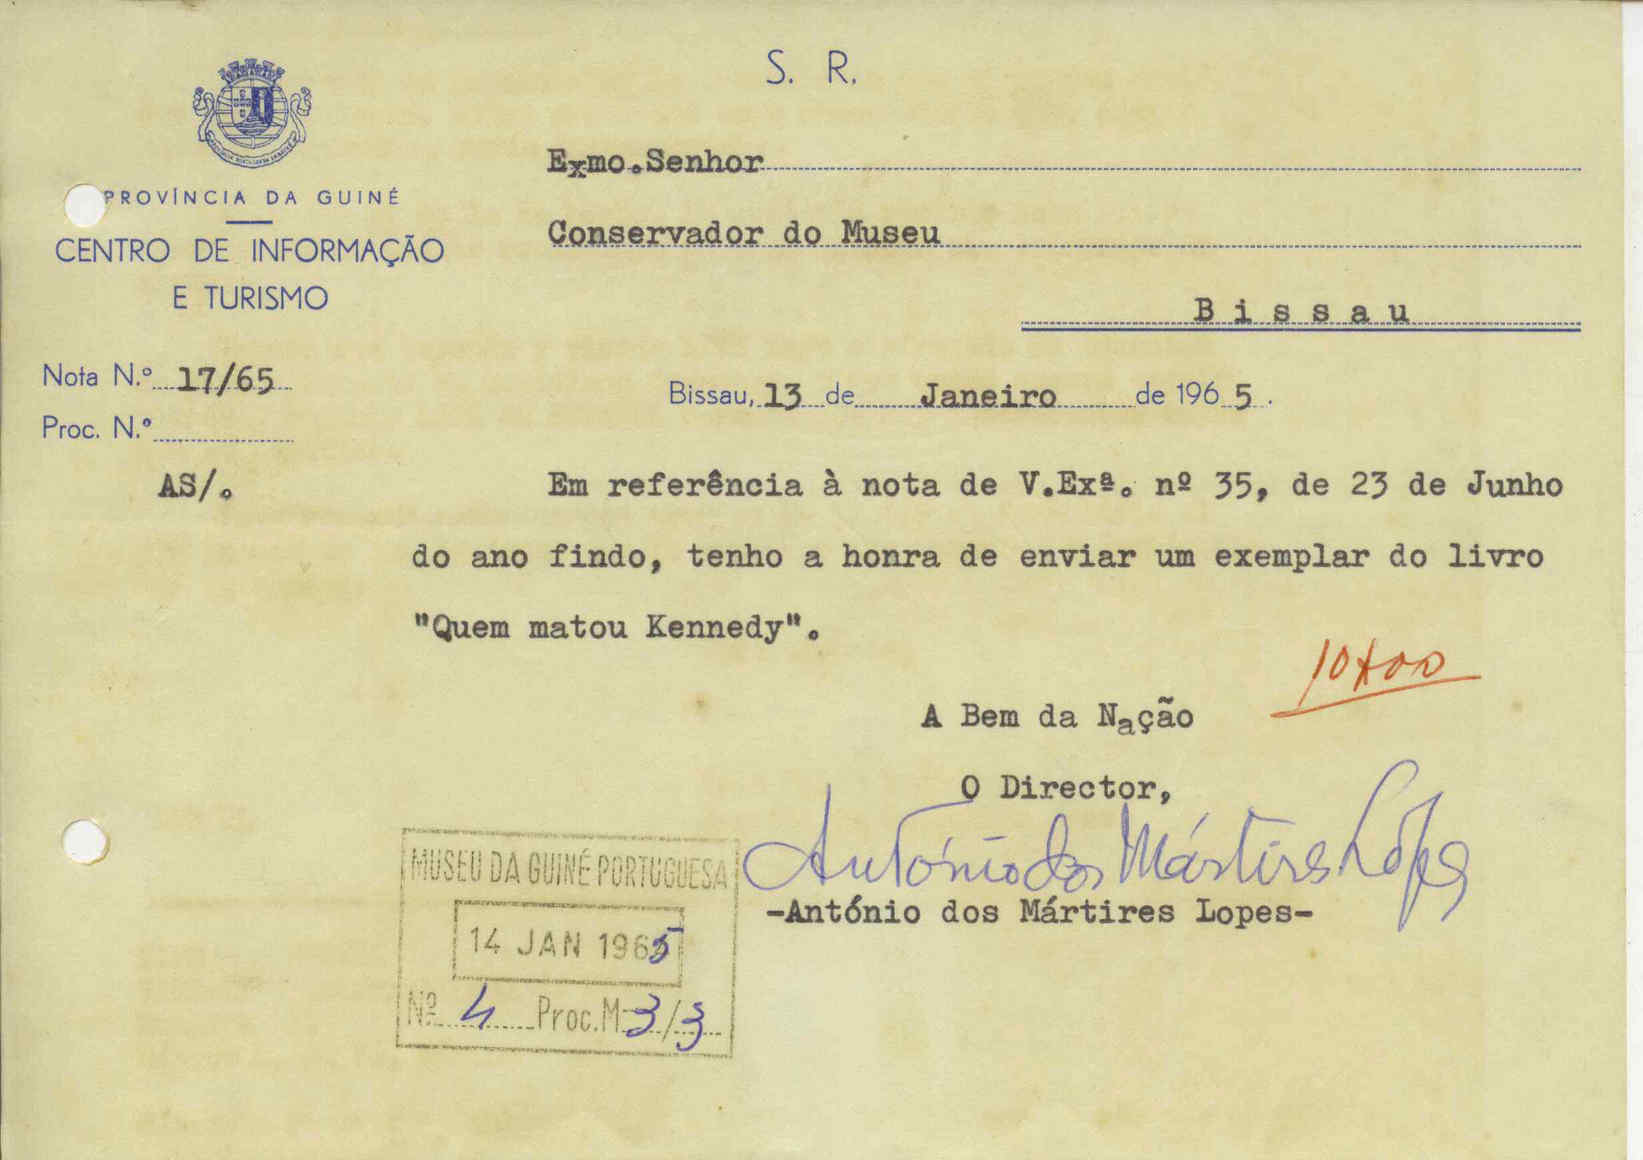 S. R.
PROVÍNCIA DA GUINÉ
CENTRO DE INFORMAÇÃO
E TURISMO
Exmo.Senhor
Conservador do Museu
Bissau
Nota N.º 17/65
Proc. N.º
Bissau, 13 de Janeiro de 1965.
AS/.
Em referência à nota de V.Exª. nº 35, de 23 de Junho
do ano findo, tenho a honra de enviar um exemplar do livro
"Quem matou Kennedy".
A Bem da Nação
O Director,
António dos Mártires Lopes
-António dos Mártires Lopes-
MUSEU DA GUINÉ PORTUGUESA
14 JAN 1965
Nº 4 Proc. M-3/3